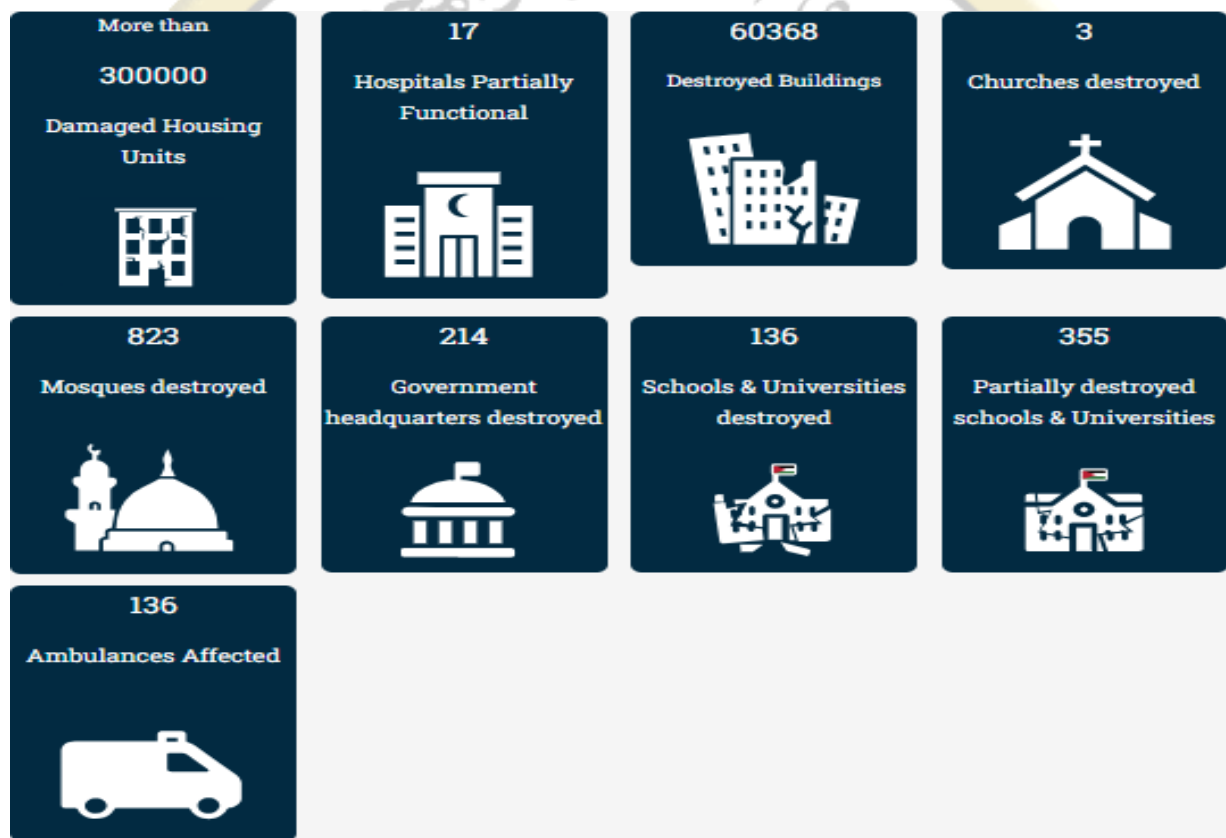 More than
300000
Damaged Housing
Units
17
Hospitals Partially
Functional
60368
Destroyed Buildings
3
Churches destroyed
823
Mosques destroyed
214
Government
headquarters destroyed
136
Schools & Universities
destroyed
355
Partially destroyed
schools & Universities
136
Ambulances Affected